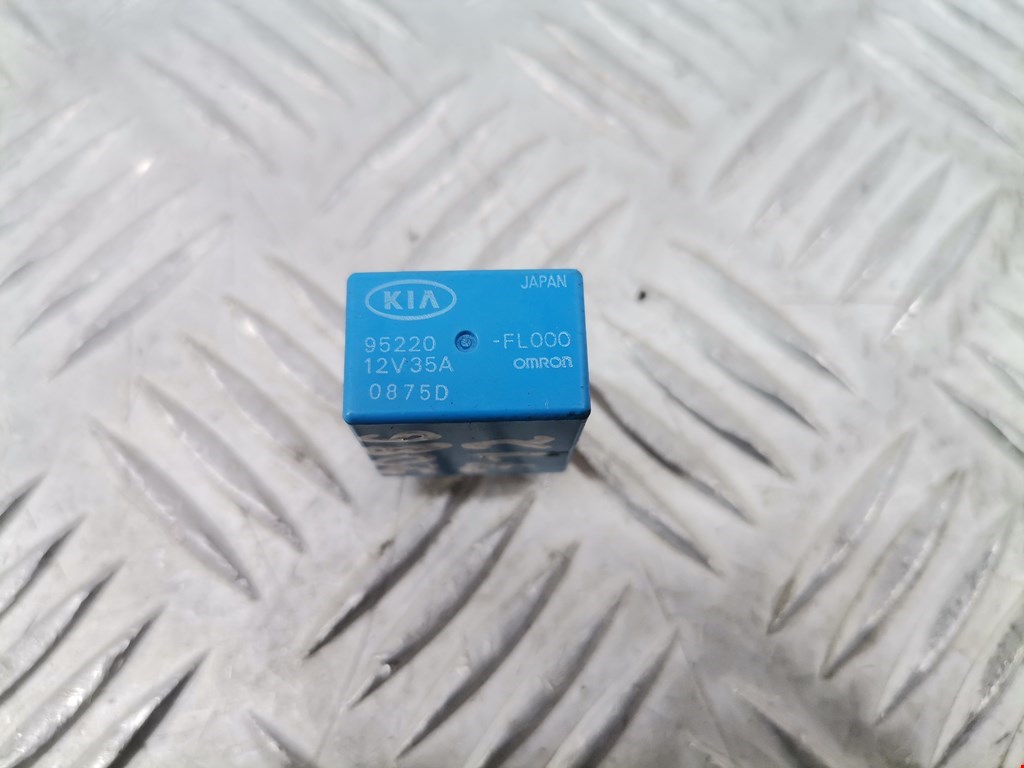 KIA JAPAN
95220 -FL000
12V35A OMRON
0875D